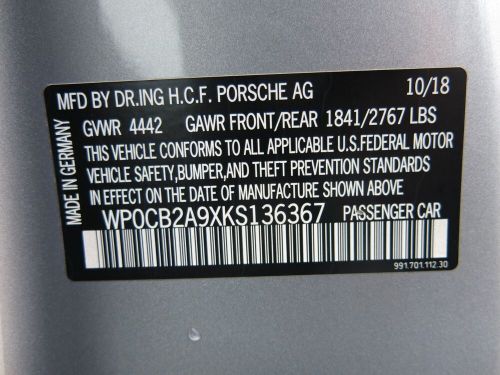 MFD BY DR.ING H.C.F. PORSCHE AG 10/18
GVWR 4442 GAWR FRONT/REAR 1841/2767 LBS
THIS VEHICLE CONFORMS TO ALL APPLICABLE U.S.FEDERAL MOTOR
VEHICLE SAFETY,BUMPER, AND THEFT PREVENTION STANDARDS
IN EFFECT ON THE DATE OF MANUFACTURE SHOWN ABOVE.
WP0CB2A9XKS136367 PASSENGER CAR
991.701.112.30
MADE IN GERMANY